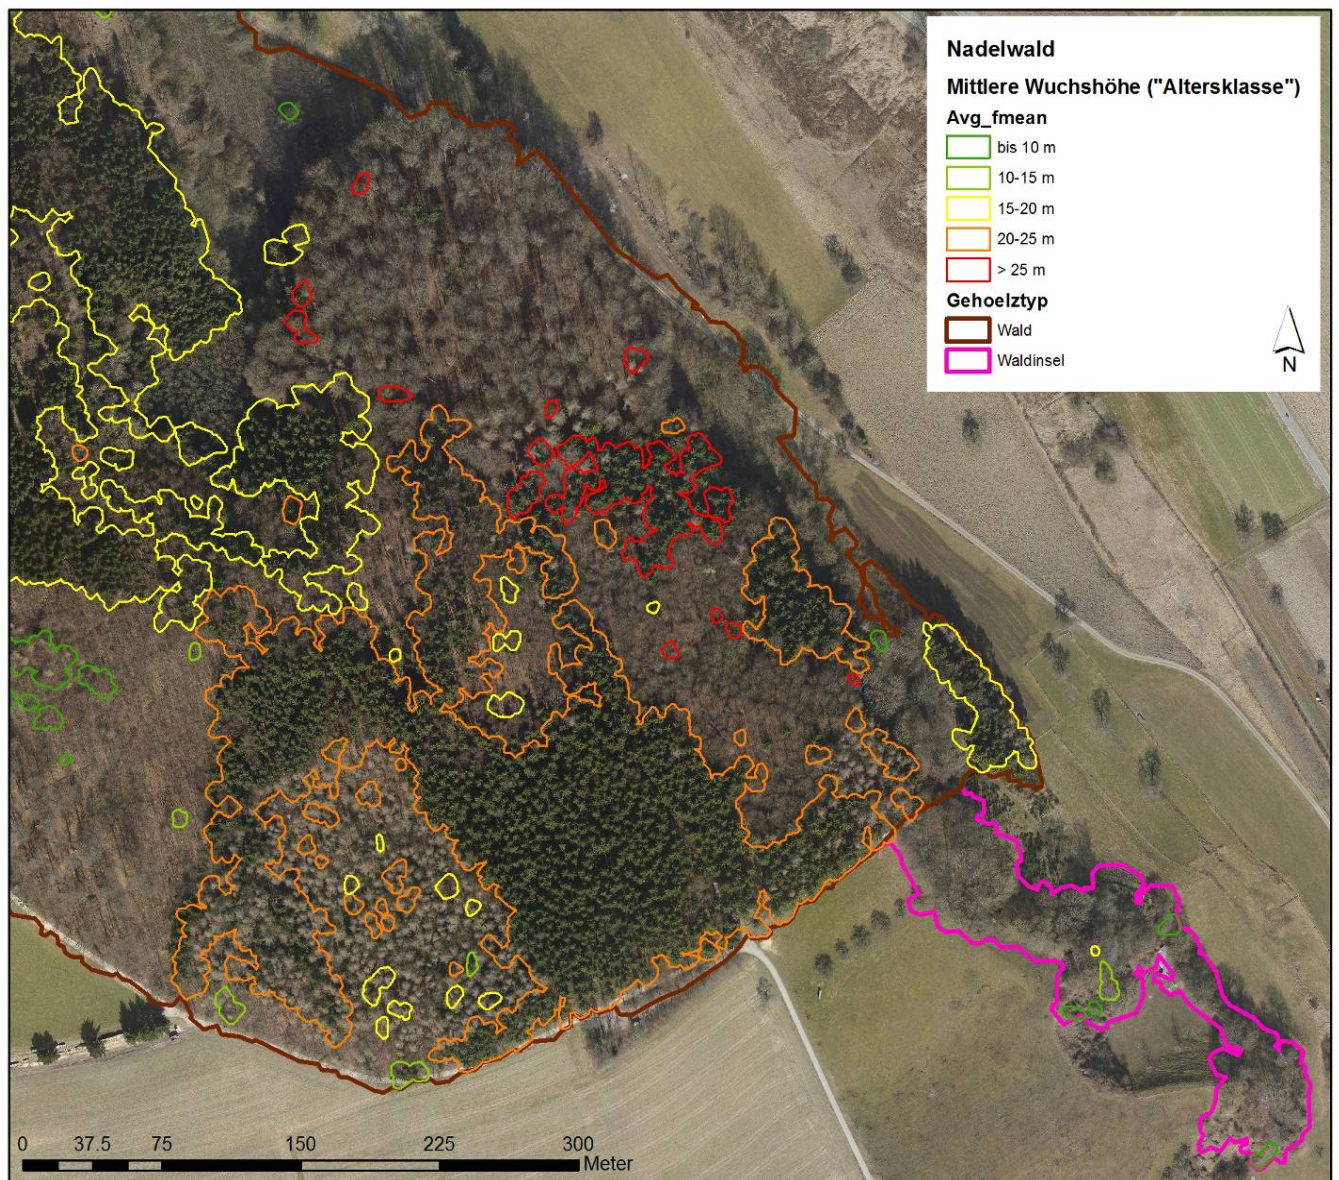 Nadelwald
Mittlere Wuchshöhe ("Altersklasse")
Avg_fmean
bis 10 m
10-15 m
15-20 m
20-25 m
> 25 m
Gehoelztyp
Wald
Waldinsel
N
0 37.5 75 150 225 300
Meter